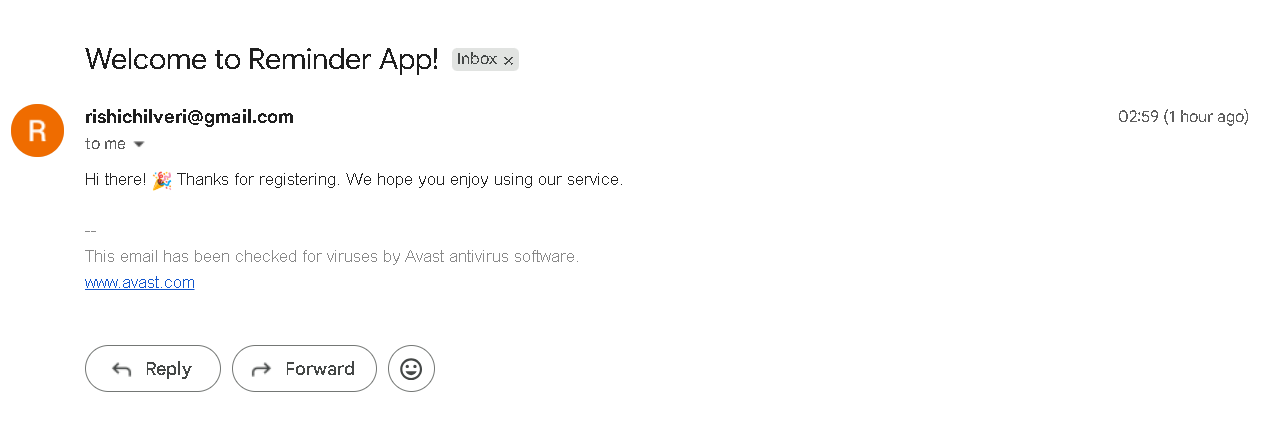 Welcome to Reminder App! Inbox ×
R
rishichilveri@gmail.com 02:59 (1 hour ago)
to me
Hi there! 🎉 Thanks for registering. We hope you enjoy using our service.
--
This email has been checked for viruses by Avast antivirus software.
www.avast.com
Reply Forward